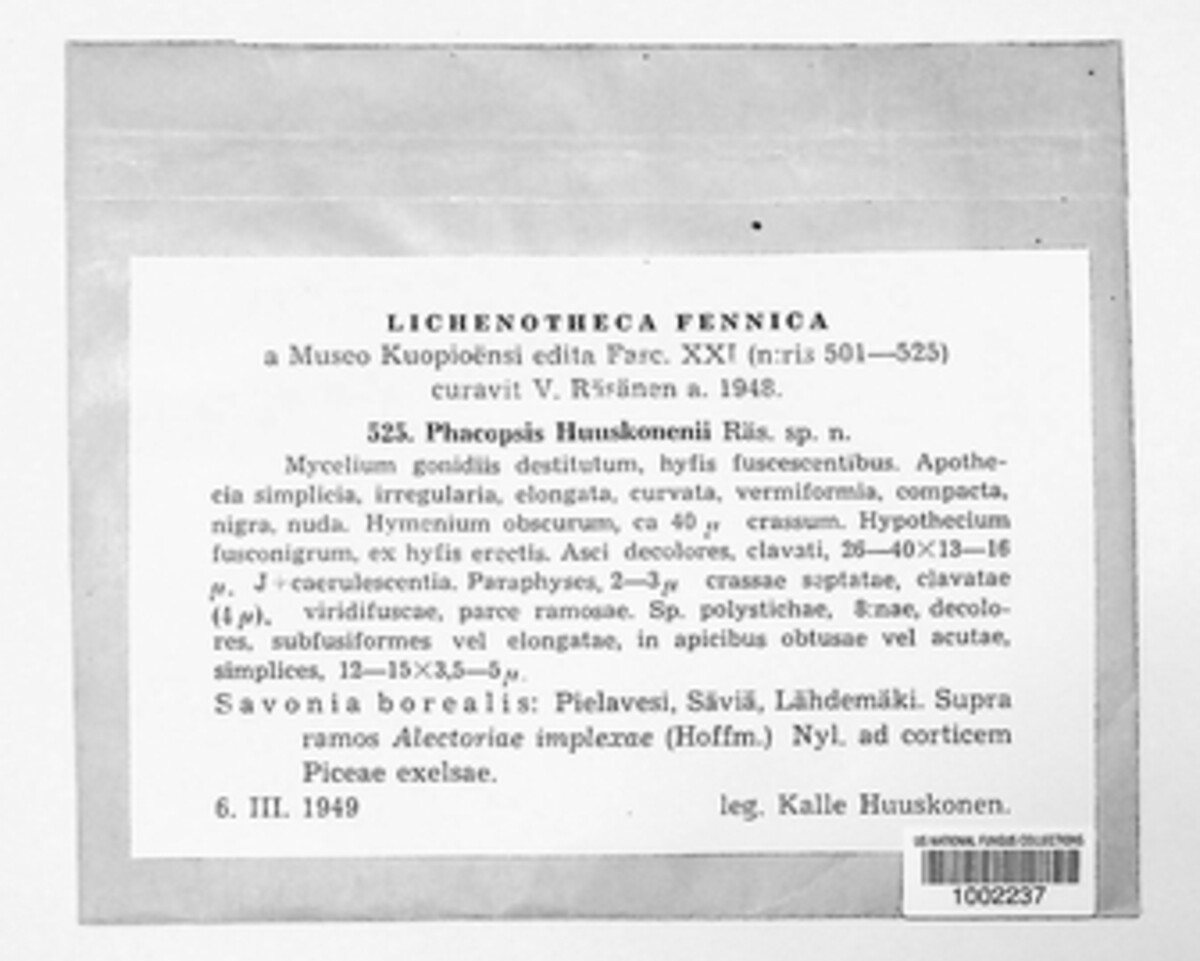 LICHENOTHECA FENNICA
a Museo Kuopioënsi edita Fasc. XXI (n:ris 501—525)
curavit V. Räsänen a. 1948.
525. Phacopsis Huuskonenii Räs. sp. n.
Mycelium gonidiis destitutum, hyfis fuscescentibus. Apothe-
cia simplicia, irregularia, elongata, curvata, vermiformia, compacta,
nigra, nuda. Hymenium obscurum, ca 40 µ crassum. Hypothecium
fusconigrum, ex hyfis erectis. Asci decolores, clavati, 26—40×13—16
µ. J + caerulescentia. Paraphyses, 2—3 µ crassae septatae, clavatae
(4 µ), viridifuscae, parce ramosae. Sp. polystichae, 8:nae, decolo-
res, subfusiformes vel elongatae, in apicibus obtusae vel acutae,
simplices, 12—15×3,5—5 µ.
Savonia borealis: Pielavesi, Säviä, Lähdemäki. Supra
ramos Alectoriae implexae (Hoffm.) Nyl. ad corticem
Piceae exelsae.
6. III. 1949 leg. Kalle Huuskonen.
US NATIONAL FUNGUS COLLECTIONS
1002237